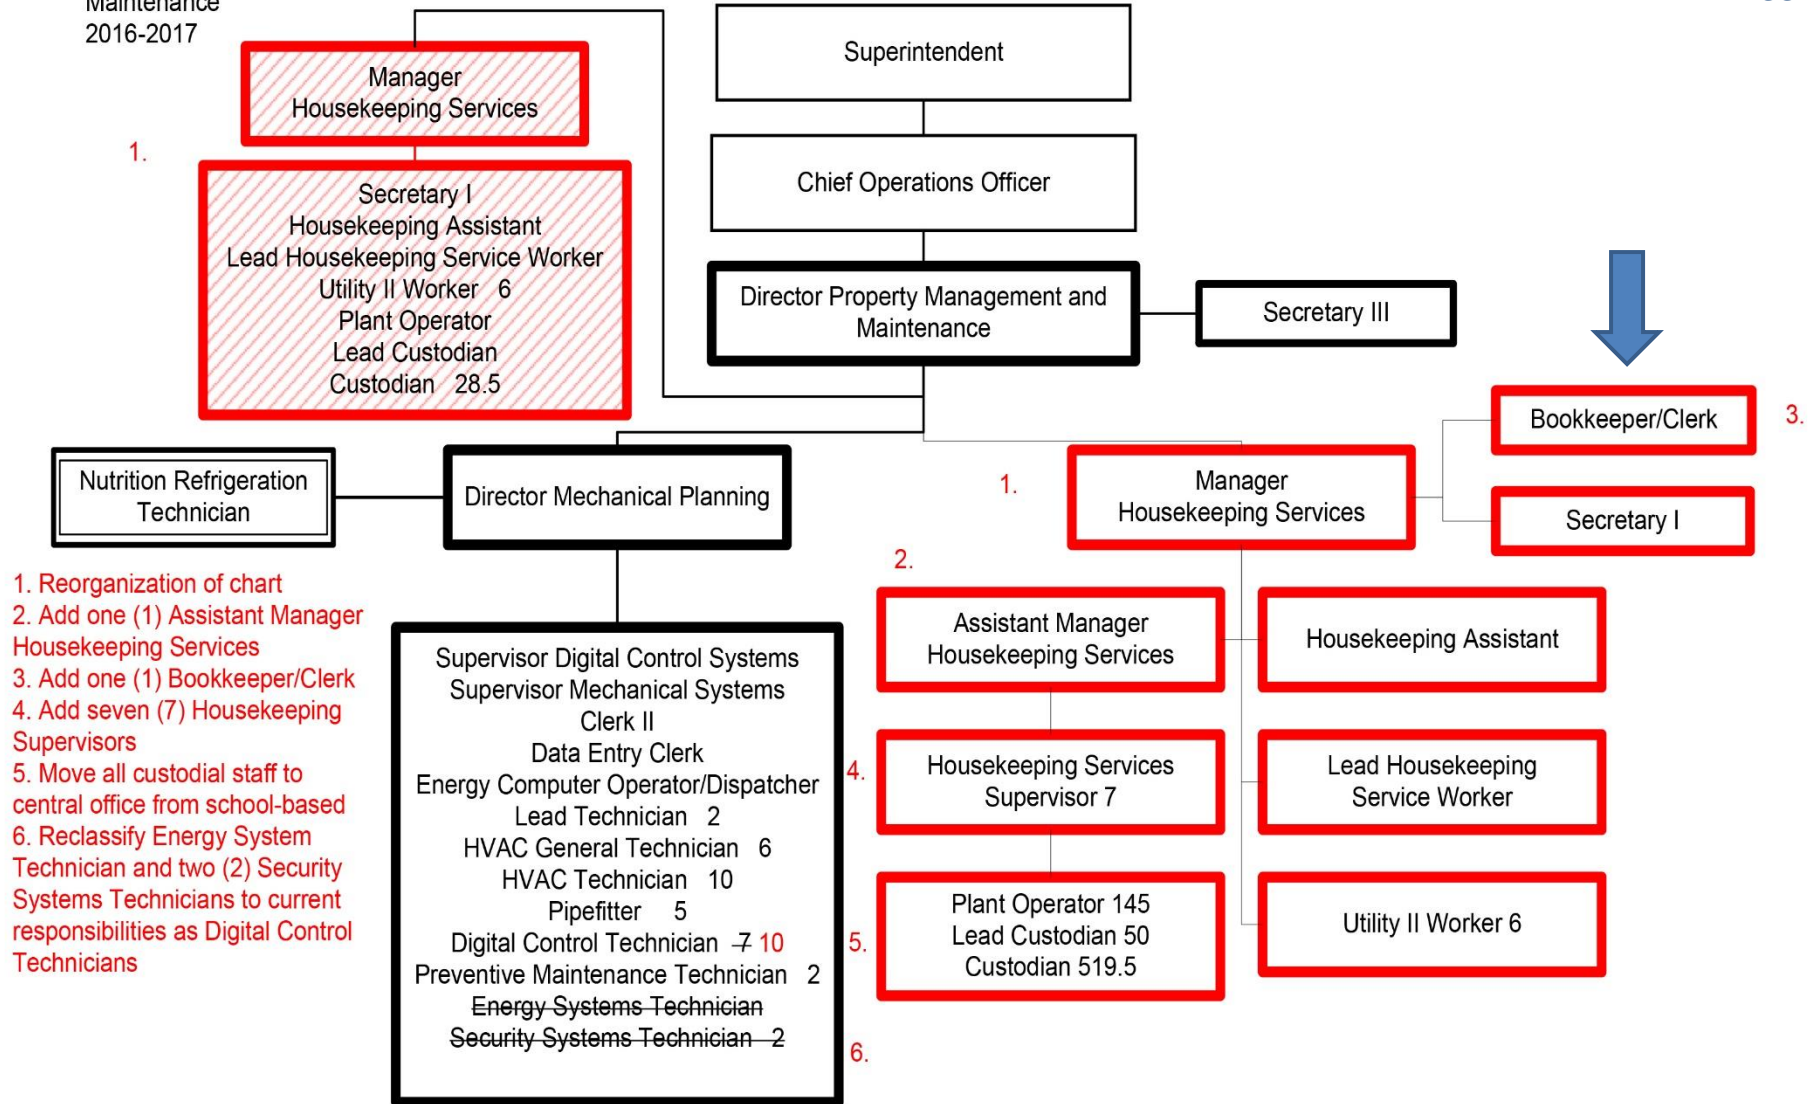 Maintenance
2016-2017
Manager
Housekeeping Services
1.
Secretary I
Housekeeping Assistant
Lead Housekeeping Service Worker
Utility II Worker 6
Plant Operator
Lead Custodian
Custodian 28.5
Superintendent
Chief Operations Officer
Director Property Management and
Maintenance
Secretary III
Bookkeeper/Clerk
3.
Secretary I
Nutrition Refrigeration
Technician
Director Mechanical Planning
1.
Manager
Housekeeping Services
2.
Assistant Manager
Housekeeping Services
Housekeeping Assistant
4.
Housekeeping Services
Supervisor 7
Lead Housekeeping
Service Worker
5.
Plant Operator 145
Lead Custodian 50
Custodian 519.5
Utility II Worker 6
Supervisor Digital Control Systems
Supervisor Mechanical Systems
Clerk II
Data Entry Clerk
Energy Computer Operator/Dispatcher
Lead Technician 2
HVAC General Technician 6
HVAC Technician 10
Pipefitter 5
Digital Control Technician 7 10
Preventive Maintenance Technician 2
Energy Systems Technician
Security Systems Technician 2
6.
1. Reorganization of chart
2. Add one (1) Assistant Manager
Housekeeping Services
3. Add one (1) Bookkeeper/Clerk
4. Add seven (7) Housekeeping
Supervisors
5. Move all custodial staff to
central office from school-based
6. Reclassify Energy System
Technician and two (2) Security
Systems Technicians to current
responsibilities as Digital Control
Technicians